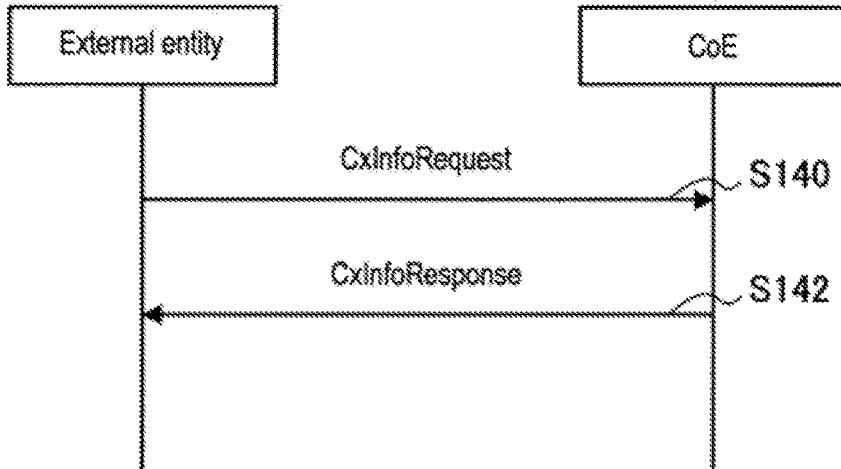 External entity
CoE
CxInfoRequest
S140
CxInfoResponse
S142